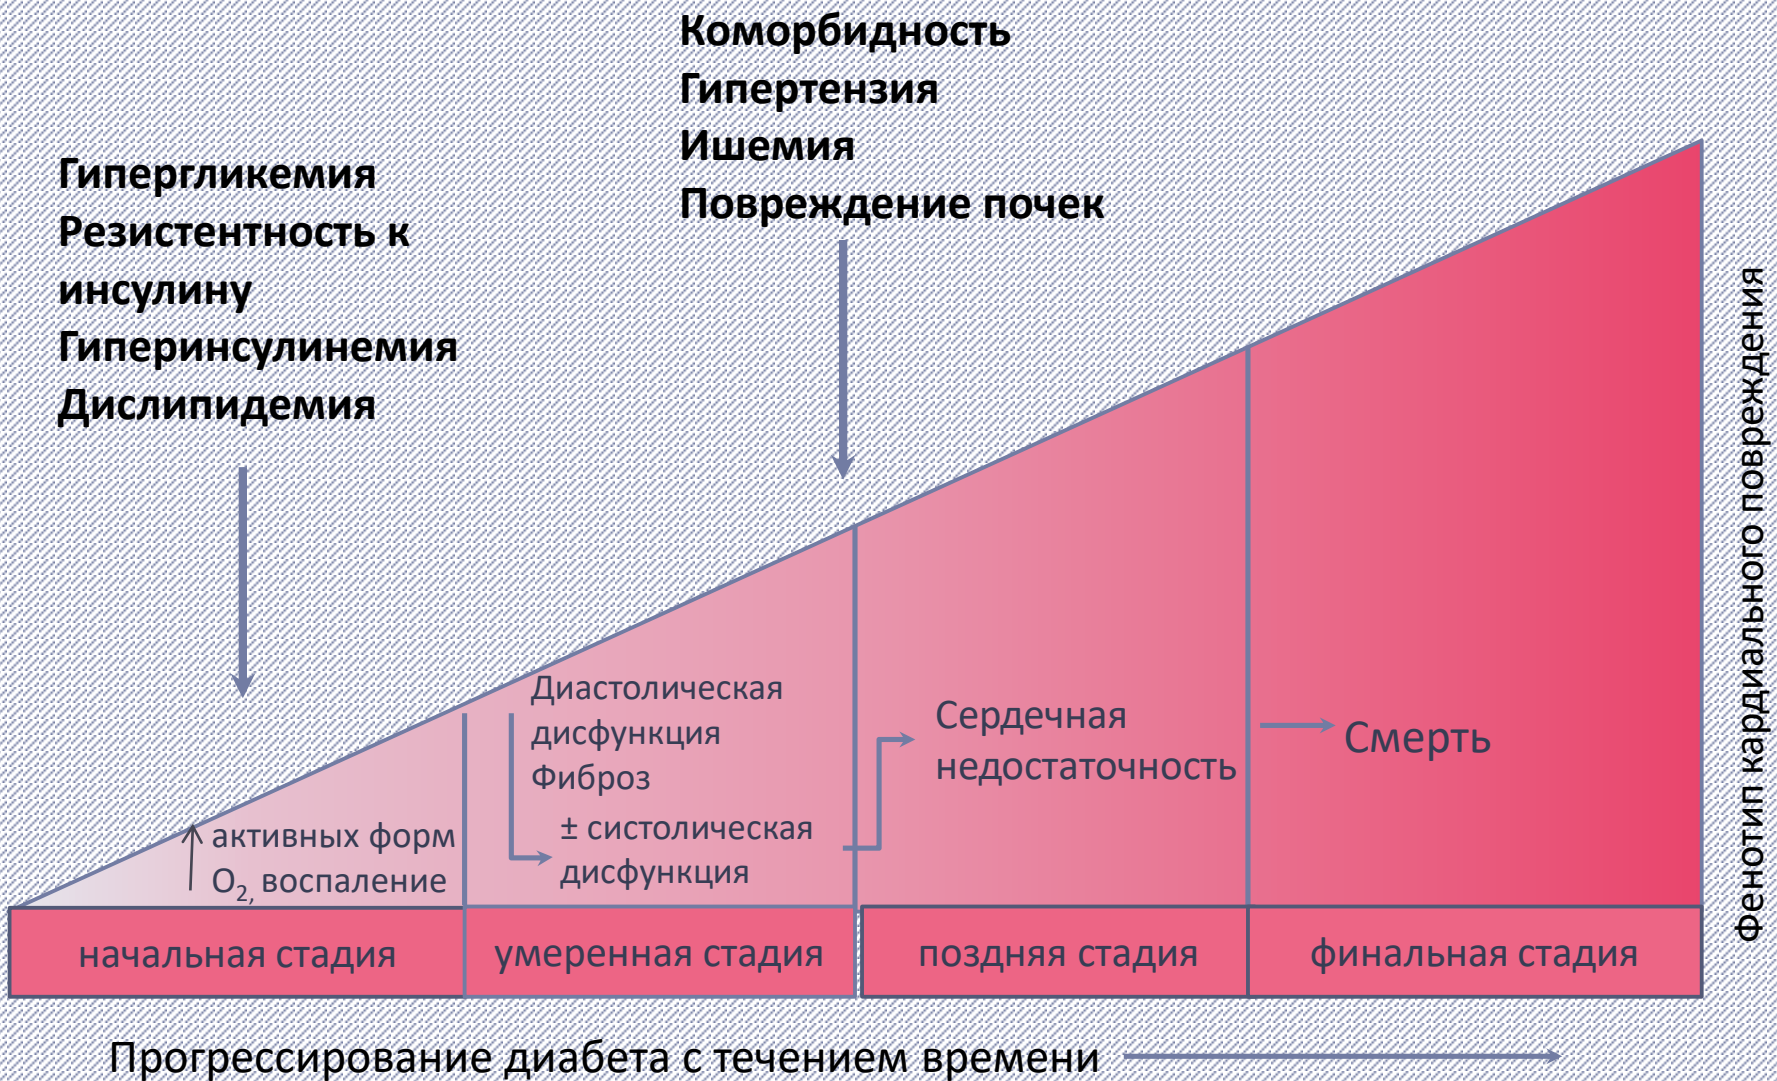 Коморбидность
Гипертензия
Ишемия
Повреждение почек
Гипергликемия
Резистентность к
инсулину
Гиперинсулинемия
Дислипидемия
Фенотип кардиального повреждения
активных форм
O2, воспаление
Диастолическая
дисфункция
Фиброз
± систолическая
дисфункция
Сердечная
недостаточность
Смерть
начальная стадия
умеренная стадия
поздняя стадия
финальная стадия
Прогрессирование диабета с течением времени